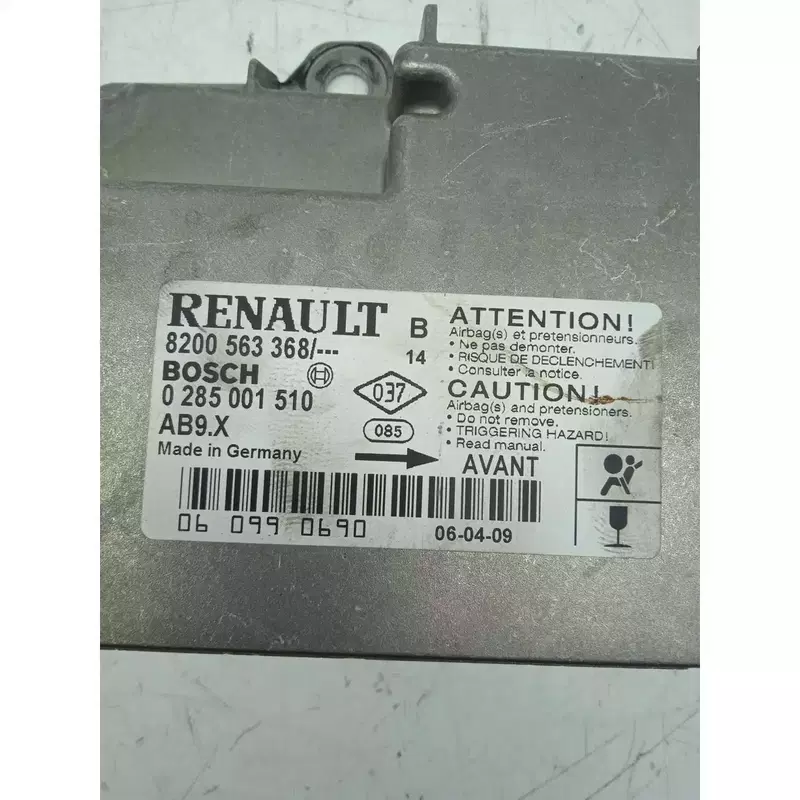 RENAULT B
8200 563 368/--- 14
BOSCH
0 285 001 510
037
AB9.X
085
Made in Germany
ATTENTION!
Airbag(s) et pretensionneurs.
• Ne pas demonter.
• RISQUE DE DECLENCHEMENT!
• Consulter la notice.
CAUTION!
Airbag(s) and pretensioners.
• Do not remove.
• TRIGGERING HAZARD!
• Read manual.
AVANT
06 099 0690
06-04-09